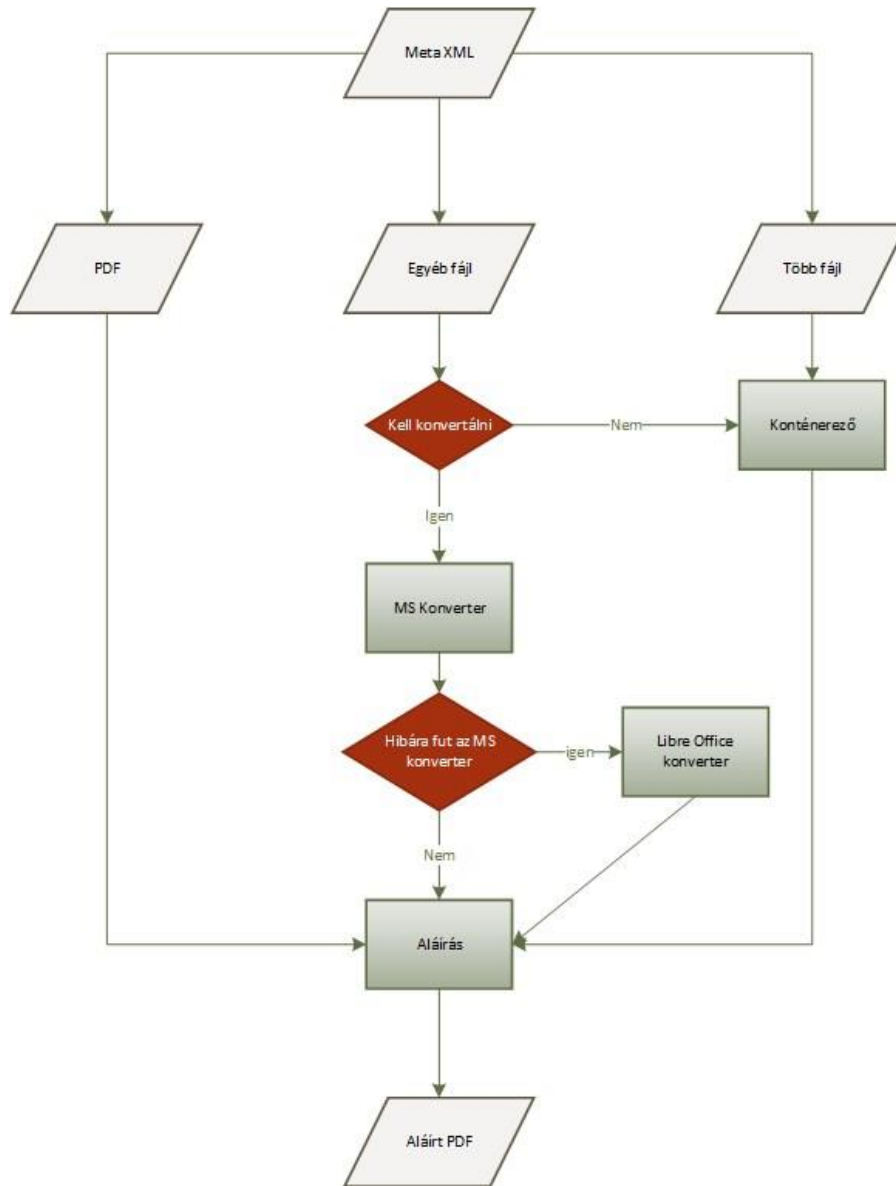 Meta XML
PDF
Egyéb fájl
Több fájl
Kell konvertálni
Nem
Konténerező
Igen
MS Konverter
Hibára fut az MS
konverter
igen
Libre Office
konverter
Nem
Aláírás
Aláírt PDF